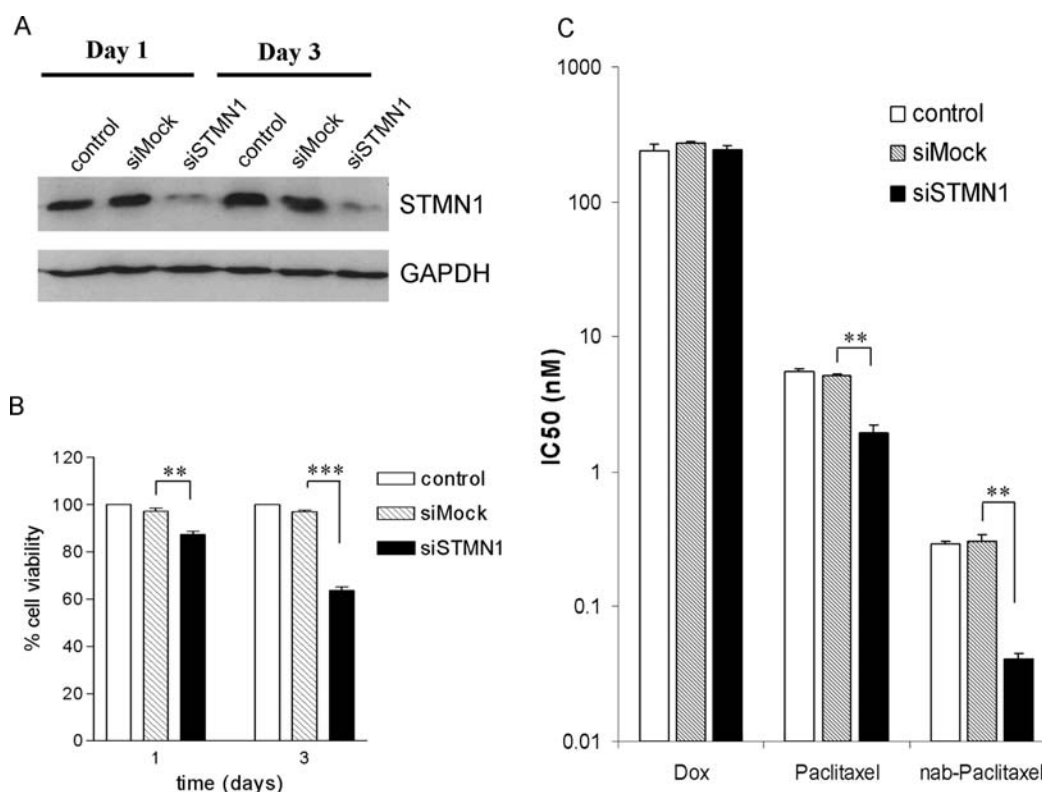 A
Day 1 Day 3
control siMock siSTMN1 control siMock siSTMN1
STMN1
GAPDH
B
% cell viability
120
100
80
60
40
20
0
** ***
control
siMock
siSTMN1
1 3
time (days)
C
IC50 (nM)
1000
100
10
1
0.1
0.01
control
siMock
siSTMN1
**
**
Dox Paclitaxel nab-Paclitaxel